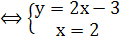 ⇔ {y = 2x − 3
x = 2